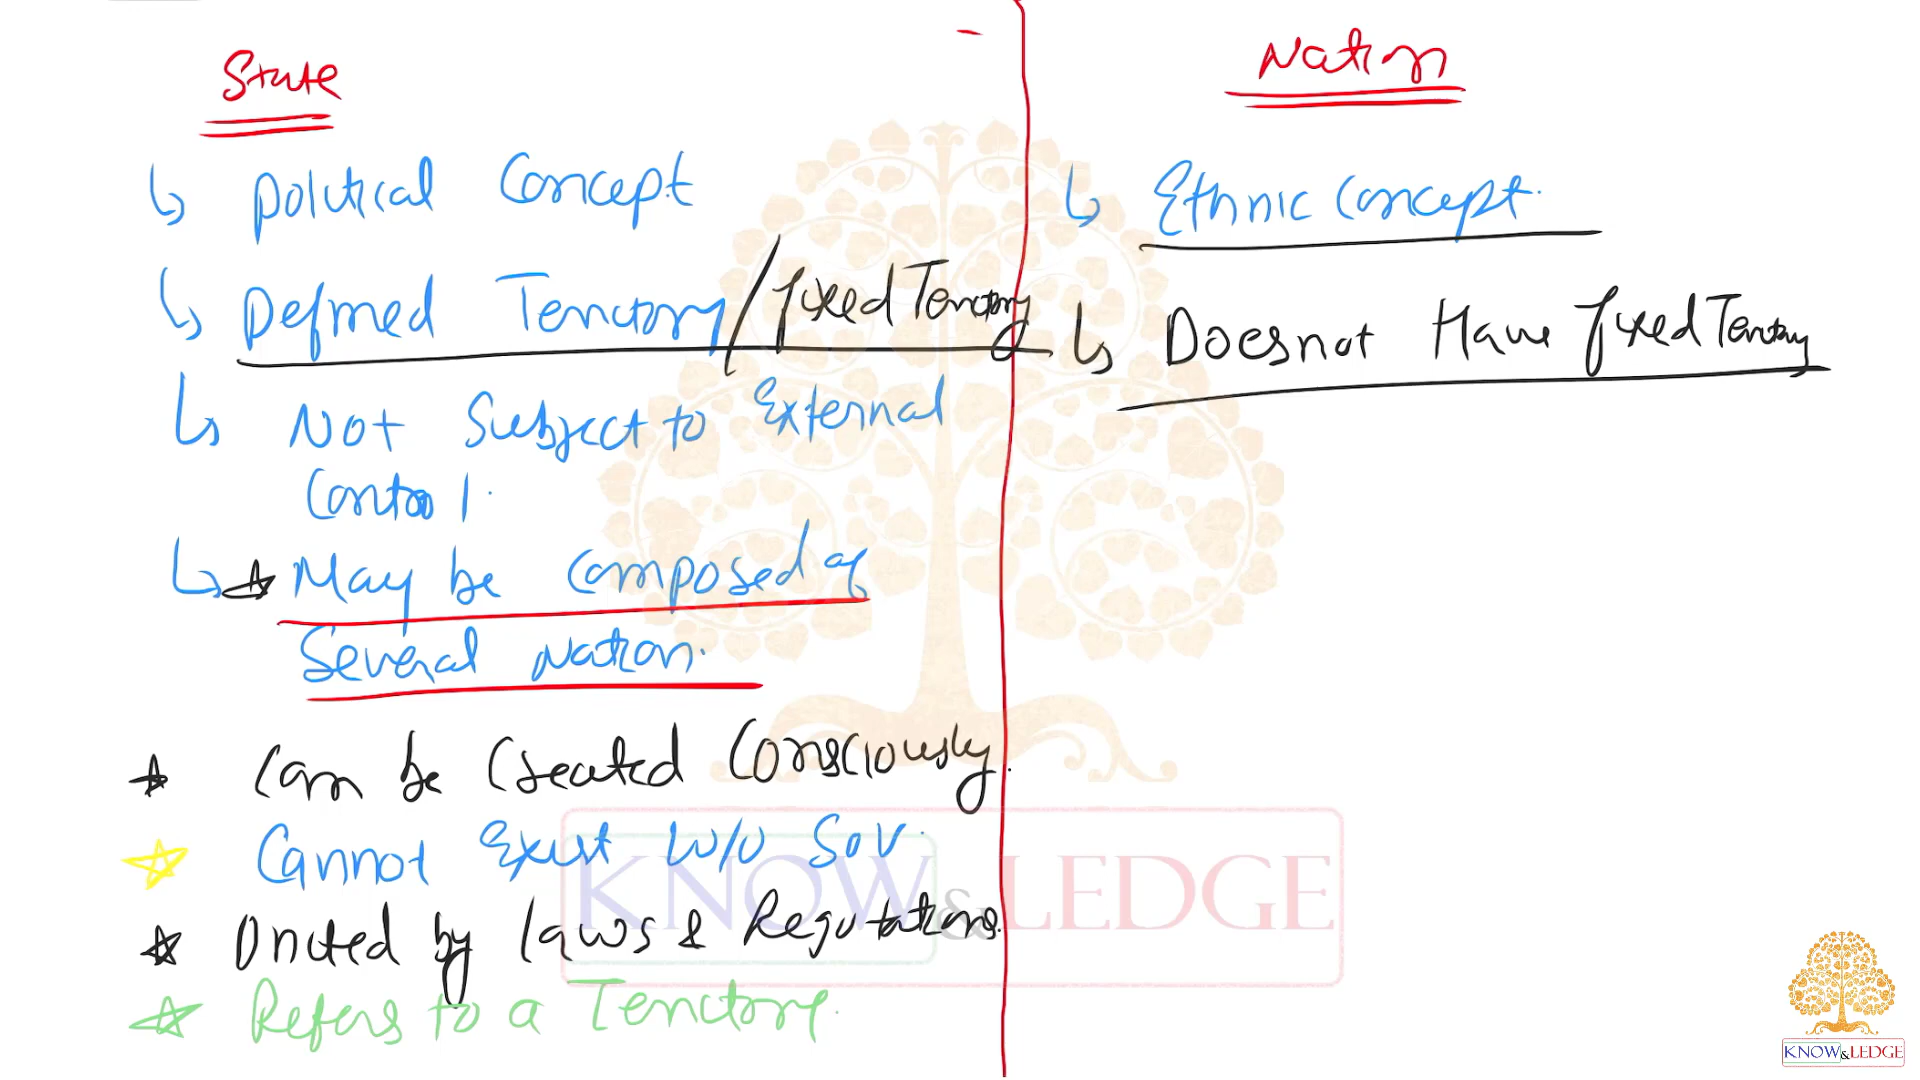 State
↳ Political Concept
↳ Defined Territory / fixed Territory
↳ Not Subject to External
Control.
↳ ☆ May be Composed of
Several Nation.
☆ Can be Created Consciously.
☆ Cannot Exist w/o Sov.
☆ United by laws & Regulations.
☆ Refers to a Territory.
Nation
↳ Ethnic Concept.
↳ Does not Have fixed Territory
KNOW&LEDGE
KNOW&LEDGE